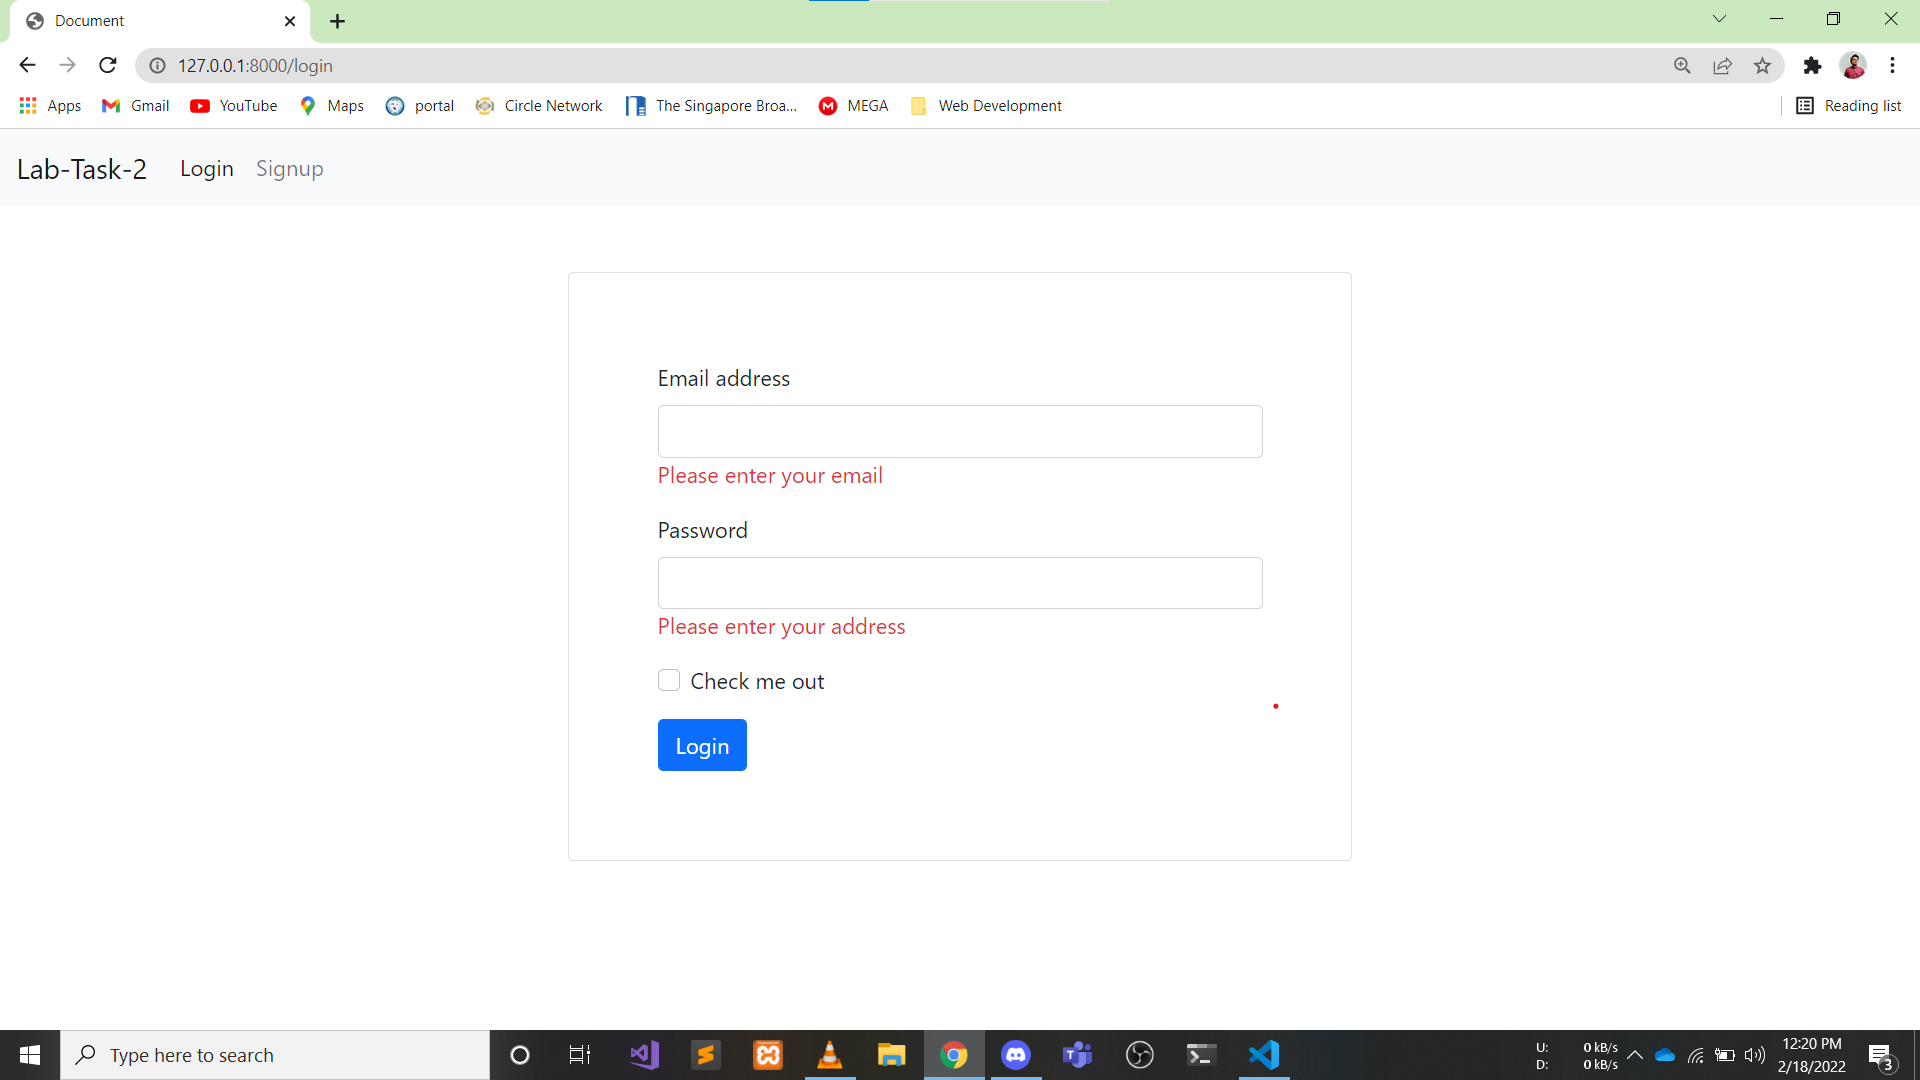 Document
127.0.0.1:8000/login
Apps Gmail YouTube Maps portal Circle Network The Singapore Broa... MEGA Web Development Reading list
Lab-Task-2 Login Signup
Email address
Please enter your email
Password
Please enter your address
Check me out
Login
Type here to search
U: 0 kB/s
D: 0 kB/s
12:20 PM
2/18/2022
3